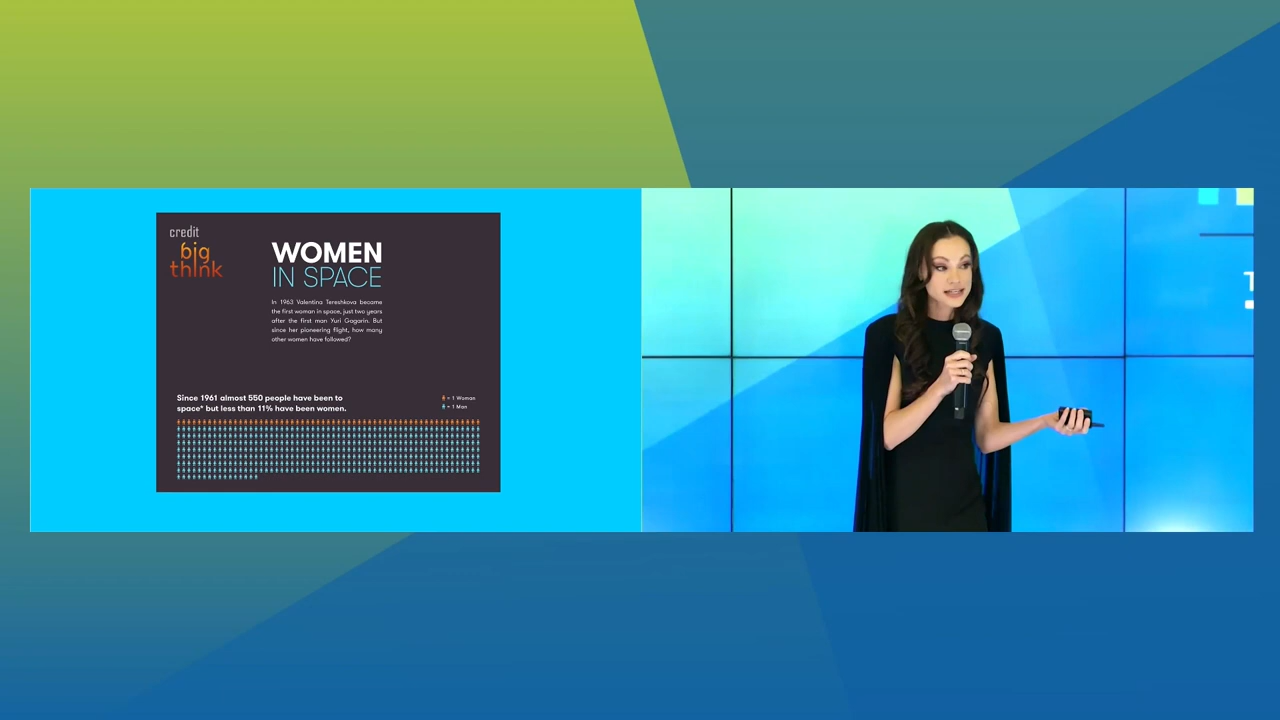 credit
big
think
WOMEN
IN SPACE
In 1963 Valentina Tereshkova became
the first woman in space, just two years
after the first man Yuri Gagarin. But
since her pioneering flight, how many
other women have followed?
Since 1961 almost 550 people have been to
space* but less than 11% have been women.
= 1 Woman
= 1 Man